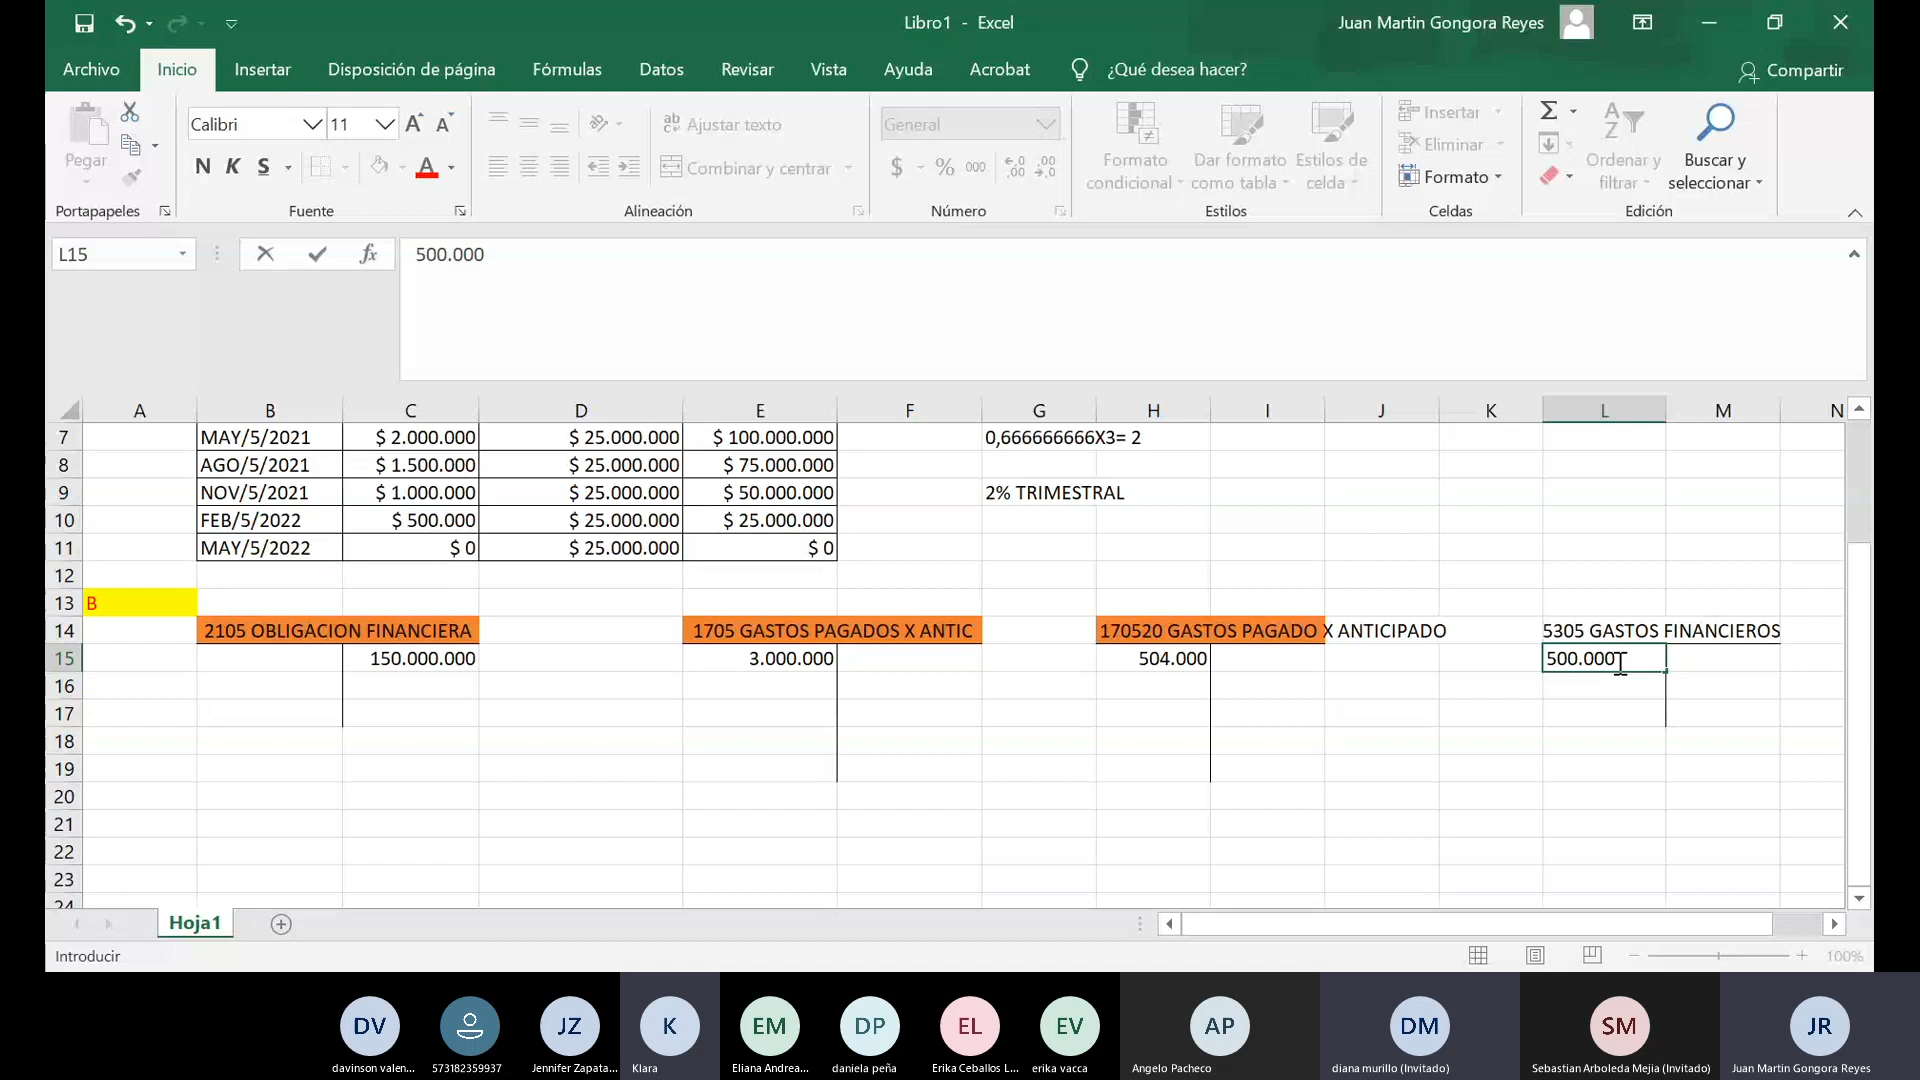 Libro1 - Excel
Juan Martin Gongora Reyes
Archivo Inicio Insertar Disposición de página Fórmulas Datos Revisar Vista Ayuda Acrobat ¿Qué desea hacer? Compartir
Pegar
Portapapeles
Calibri 11
N K S A
Fuente
Ajustar texto
Combinar y centrar
Alineación
General
$ % 000
Número
Formato condicional
Dar formato como tabla
Estilos de celda
Estilos
Insertar
Eliminar
Formato
Celdas
Ordenar y filtrar
Buscar y seleccionar
Edición
L15 fx 500.000
A B C D E F G H I J K L M N
7 MAY/5/2021 $ 2.000.000 $ 25.000.000 $ 100.000.000 0,666666666X3= 2
8 AGO/5/2021 $ 1.500.000 $ 25.000.000 $ 75.000.000
9 NOV/5/2021 $ 1.000.000 $ 25.000.000 $ 50.000.000 2% TRIMESTRAL
10 FEB/5/2022 $ 500.000 $ 25.000.000 $ 25.000.000
11 MAY/5/2022 $ 0 $ 25.000.000 $ 0
12
13 B
14 2105 OBLIGACION FINANCIERA 1705 GASTOS PAGADOS X ANTIC 170520 GASTOS PAGADO X ANTICIPADO 5305 GASTOS FINANCIEROS
15 150.000.000 3.000.000 504.000 500.000
16
17
18
19
20
21
22
23
24
Hoja1
Introducir 100%
DV K JZ EM DP EL EV AP DM SM JR
davinson valen... 573182359937 Jennifer Zapata... Klara Eliana Andrea... daniela peña Erika Ceballos L... erika vacca Angelo Pacheco diana murillo (Invitado) Sebastian Arboleda Mejia (Invitado) Juan Martin Gongora Reyes